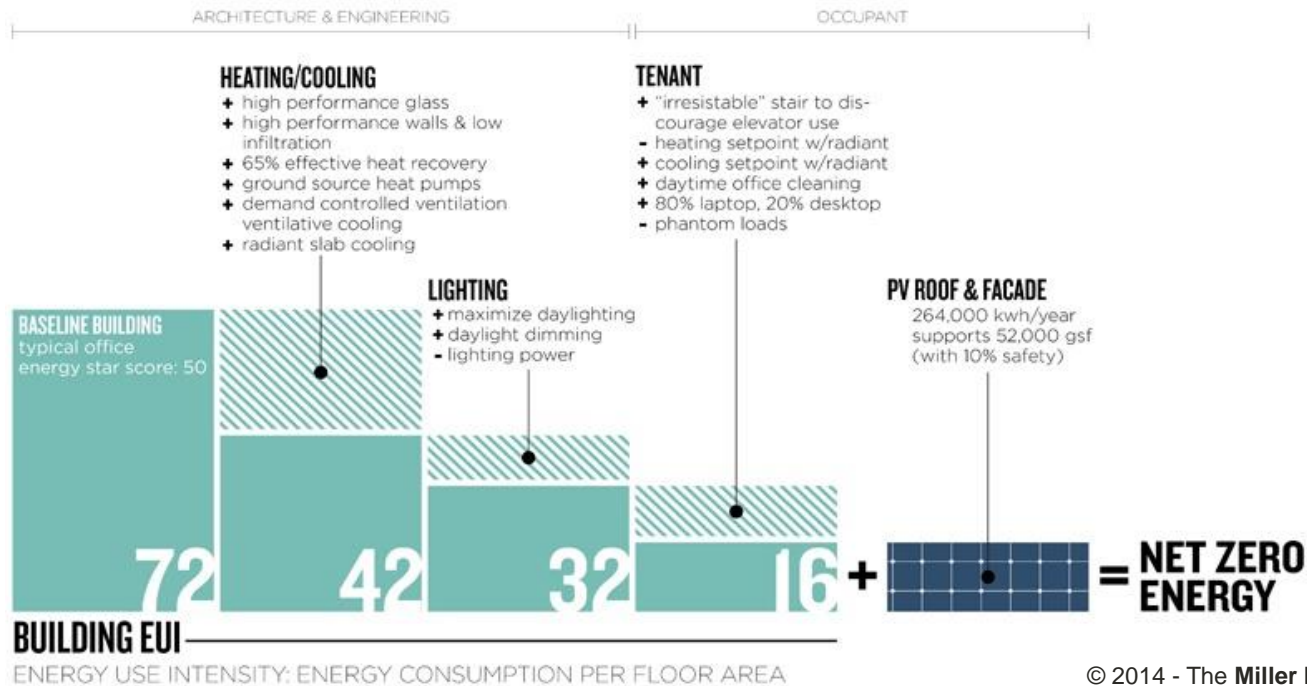 ARCHITECTURE & ENGINEERING
OCCUPANT
HEATING/COOLING
+ high performance glass
+ high performance walls & low
infiltration
+ 65% effective heat recovery
+ ground source heat pumps
+ demand controlled ventilation
ventilative cooling
+ radiant slab cooling
TENANT
+ "irresistable" stair to dis-
courage elevator use
- heating setpoint w/radiant
+ cooling setpoint w/radiant
+ daytime office cleaning
+ 80% laptop, 20% desktop
- phantom loads
LIGHTING
+ maximize daylighting
+ daylight dimming
- lighting power
PV ROOF & FACADE
264,000 kwh/year
supports 52,000 gsf
(with 10% safety)
BASELINE BUILDING
typical office
energy star score: 50
72
42
32
16
+
= NET ZERO
ENERGY
BUILDING EUI
ENERGY USE INTENSITY: ENERGY CONSUMPTION PER FLOOR AREA
© 2014 - The Miller